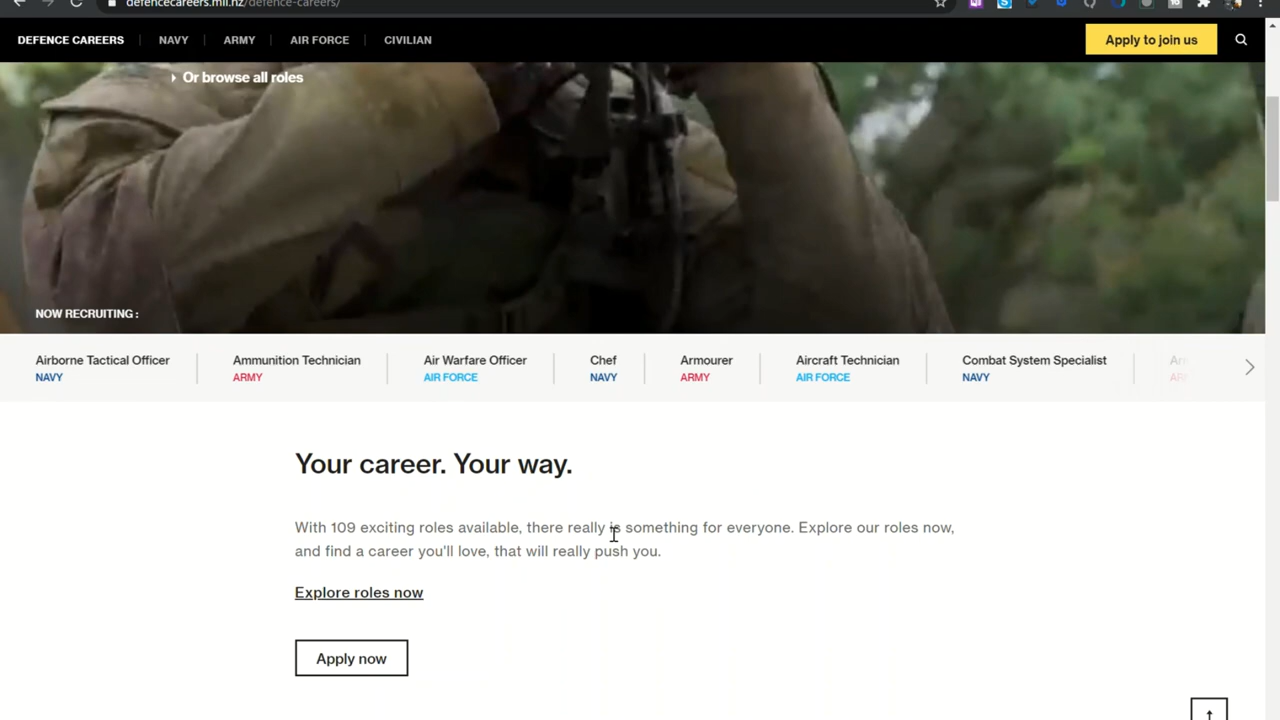 defencecareers.mil.nz/defence-careers/
DEFENCE CAREERS NAVY ARMY AIR FORCE CIVILIAN Apply to join us
Or browse all roles
NOW RECRUITING :
Airborne Tactical Officer Ammunition Technician Air Warfare Officer Chef Armourer Aircraft Technician Combat System Specialist
NAVY ARMY AIR FORCE NAVY ARMY AIR FORCE NAVY
Your career. Your way.
With 109 exciting roles available, there really is something for everyone. Explore our roles now,
and find a career you'll love, that will really push you.
Explore roles now
Apply now